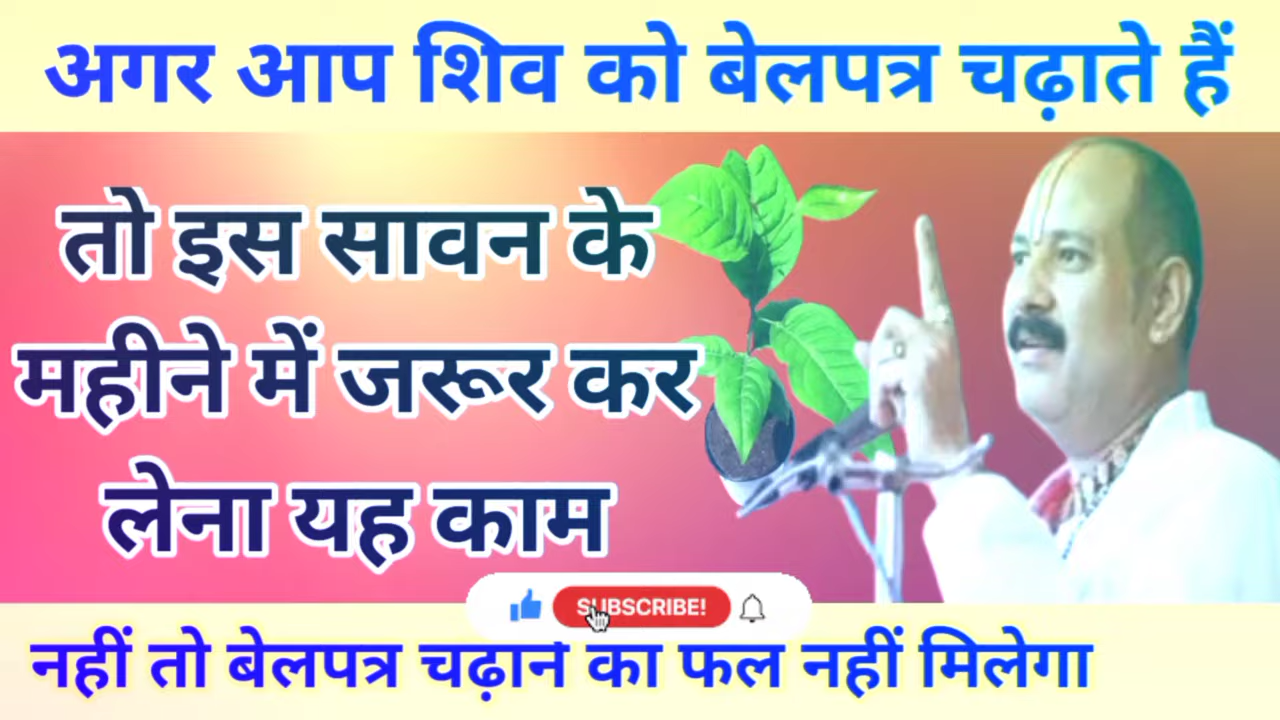 अगर आप शिव को बेलपत्र चढ़ाते हैं
तो इस सावन के
महीने में जरूर कर
लेना यह काम
SUBSCRIBE!
नहीं तो बेलपत्र चढ़ाने का फल नहीं मिलेगा